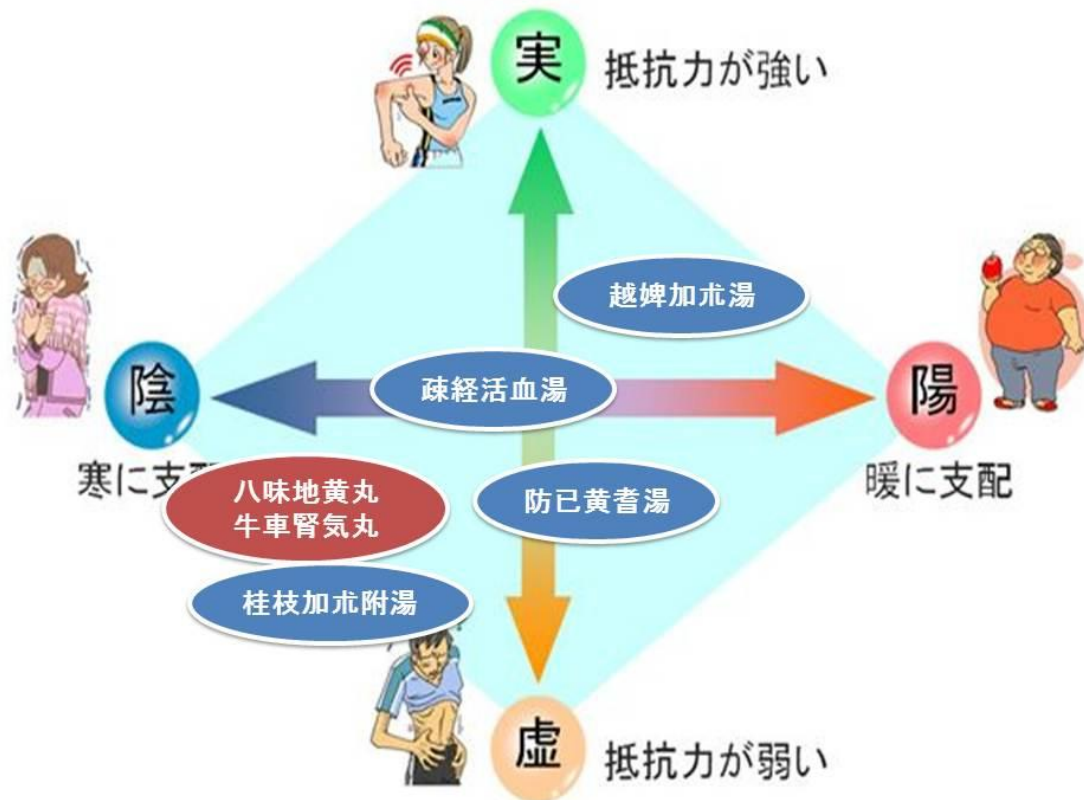 実
抵抗力が強い
越婢加朮湯
疎経活血湯
陰
陽
寒に支
暖に支配
八味地黄丸
牛車腎気丸
防已黄耆湯
桂枝加朮附湯
虚
抵抗力が弱い